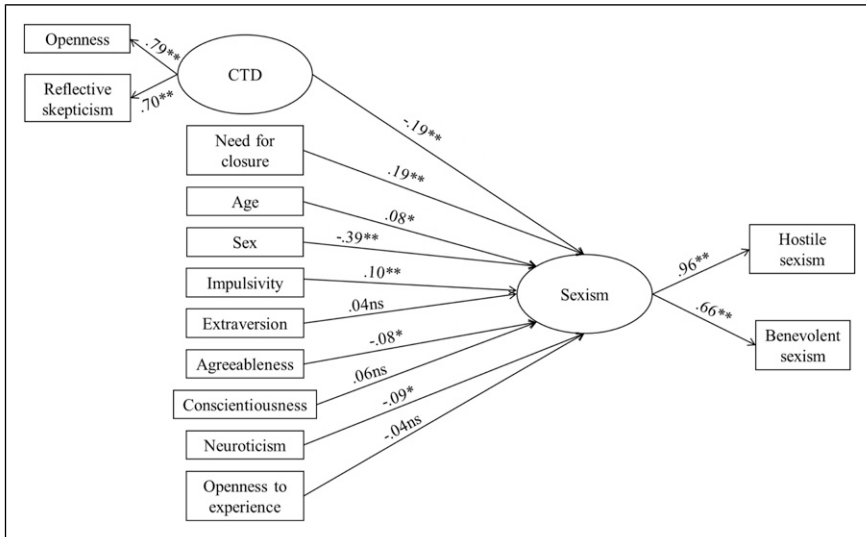 Openness
.79**
CTD
Reflective
skepticism
.70**
-.19**
Need for
closure
.19**
Age
.08*
Sex
-.39**
Impulsivity
.10**
Extraversion
.04ns
Agreeableness
-.08*
Conscientiousness
.06ns
Neuroticism
-.09*
Openness to
experience
-.04ns
Sexism
.96**
Hostile
sexism
.66**
Benevolent
sexism